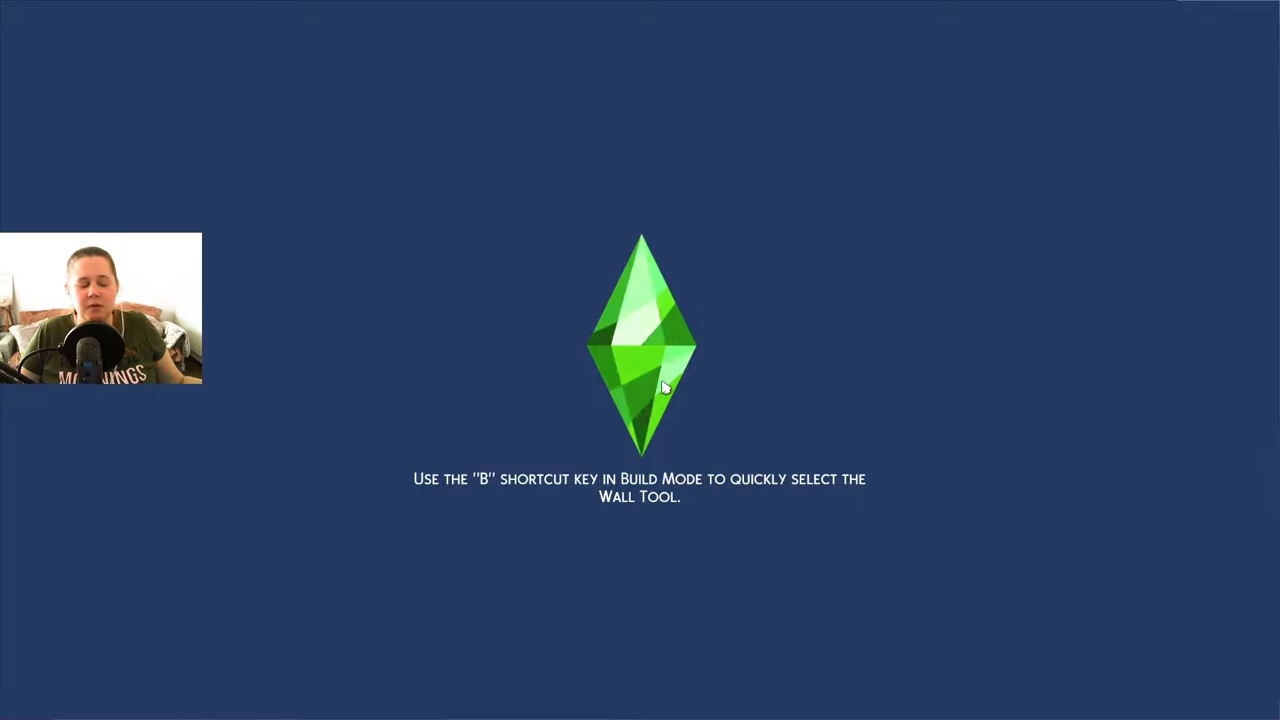 USE THE "B" SHORTCUT KEY IN BUILD MODE TO QUICKLY SELECT THE
WALL TOOL.